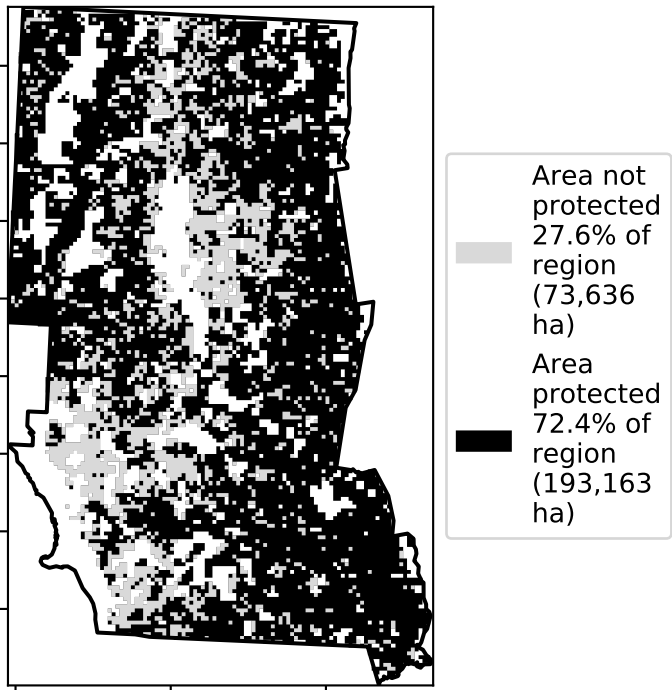 Area not
protected
27.6% of
region
(73,636
ha)
Area
protected
72.4% of
region
(193,163
ha)